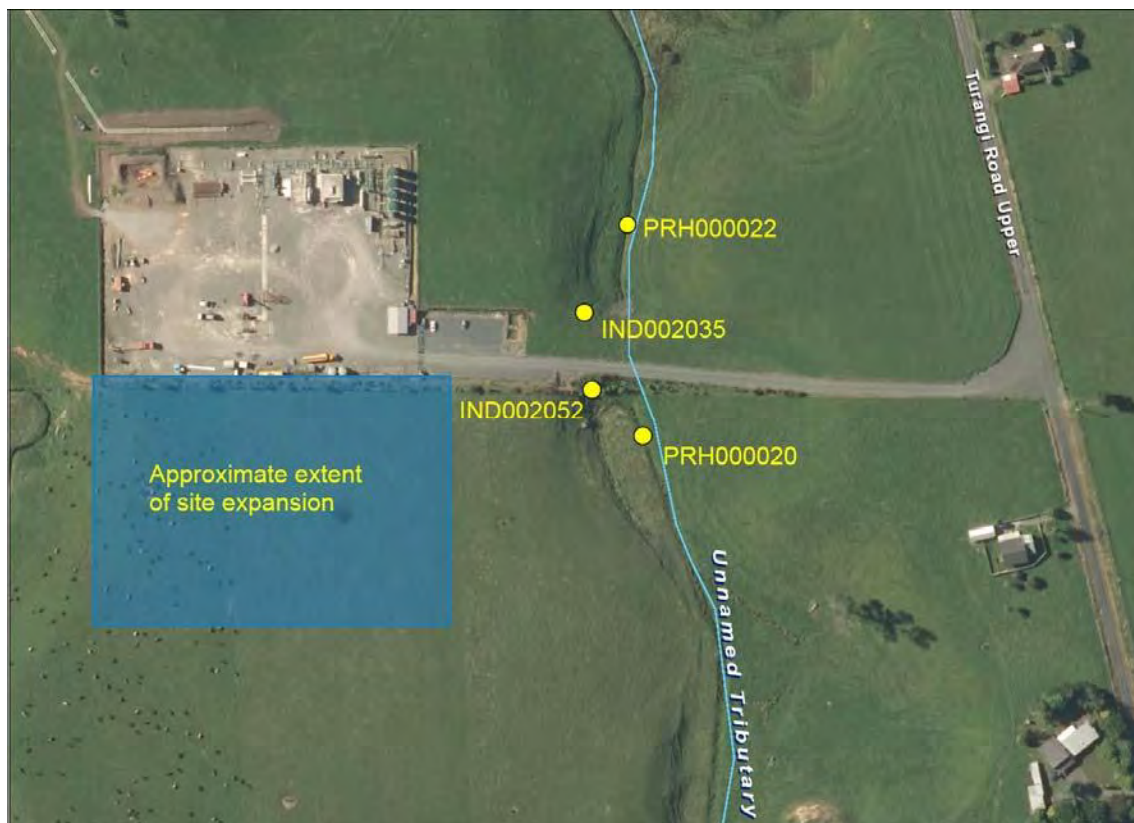 Turangi Road Upper
PRH000022
IND002035
IND002052
PRH000020
Approximate extent
of site expansion
Unnamed Tributary